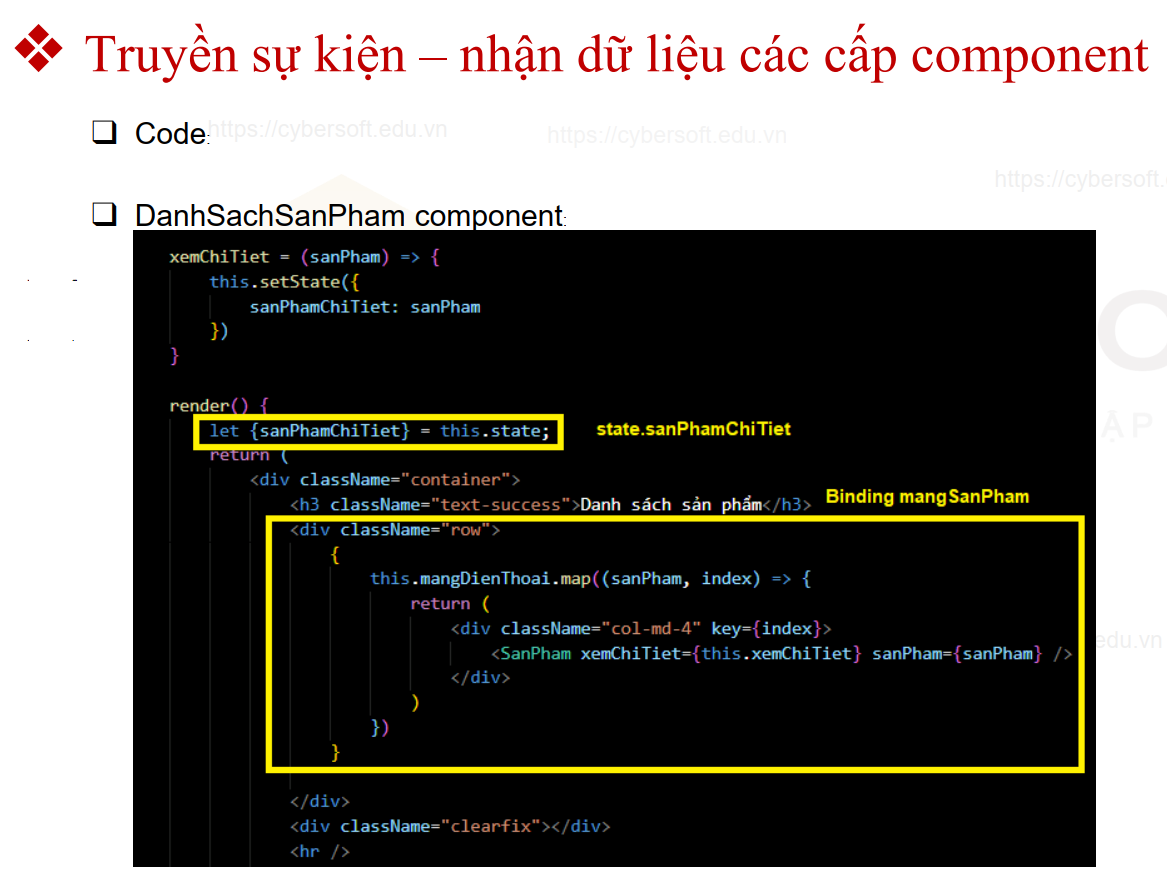 ❖ Truyền sự kiện – nhận dữ liệu các cấp component
❑ Code:
https://cybersoft.edu.vn
https://cybersoft.edu.vn
https://cybersoft.
❑ DanhSachSanPham component:
xemChiTiet = (sanPham) => {
this.setState({
sanPhamChiTiet: sanPham
})
}
render() {
let {sanPhamChiTiet} = this.state;
state.sanPhamChiTiet
return (
<div className="container">
<h3 className="text-success">Danh sách sản phẩm</h3>
Binding mangSanPham
<div className="row">
{
this.mangDienThoai.map((sanPham, index) => {
return (
<div className="col-md-4" key={index}>
<SanPham xemChiTiet={this.xemChiTiet} sanPham={sanPham} />
</div>
)
})
}
</div>
<div className="clearfix"></div>
<hr />
ẬP
edu.vn